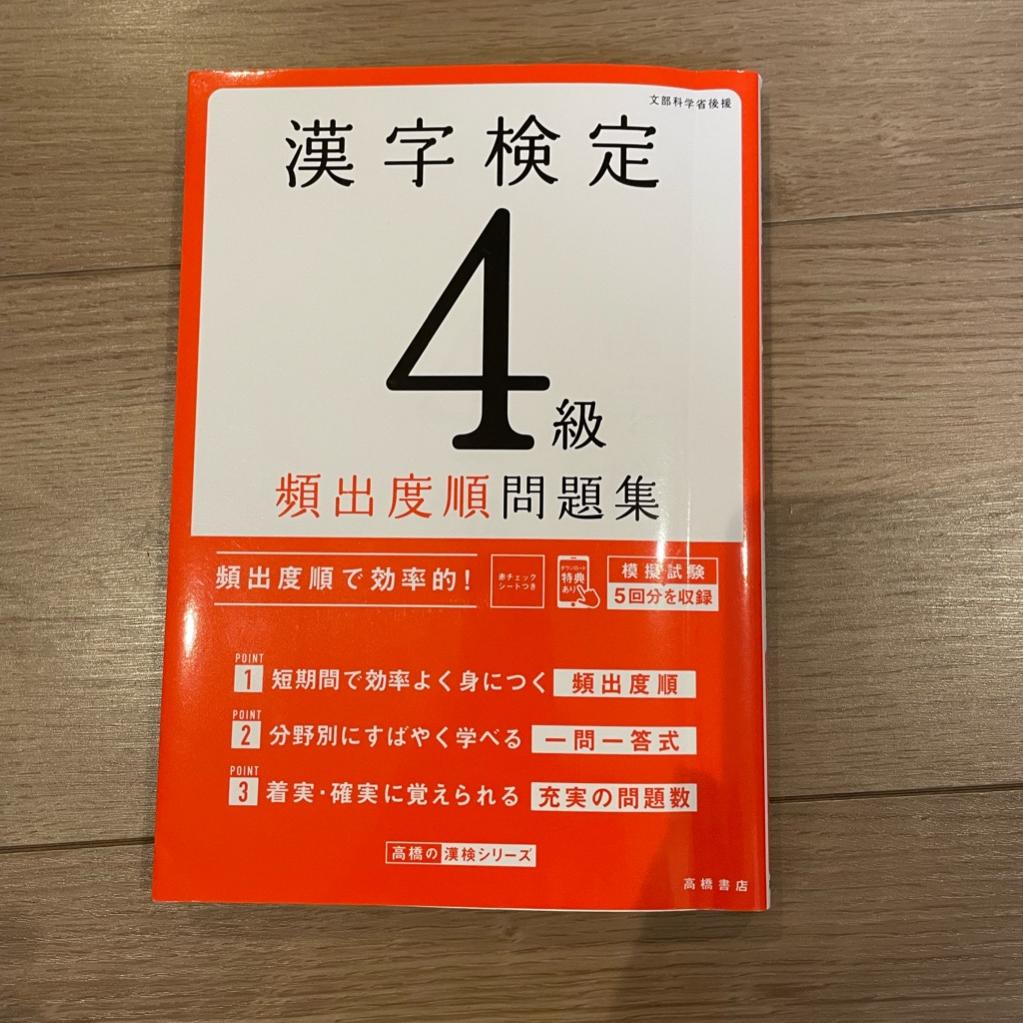 文部科学省後援
漢字検定
4級
頻出度順問題集
頻出度順で効率的!
赤チェック
シートつき
ダウンロード
特典
あり
模擬試験
5回分を収録
POINT
1 短期間で効率よく身につく 頻出度順
POINT
2 分野別にすばやく学べる 一問一答式
POINT
3 着実・確実に覚えられる 充実の問題数
高橋の 漢検シリーズ
高橋書店